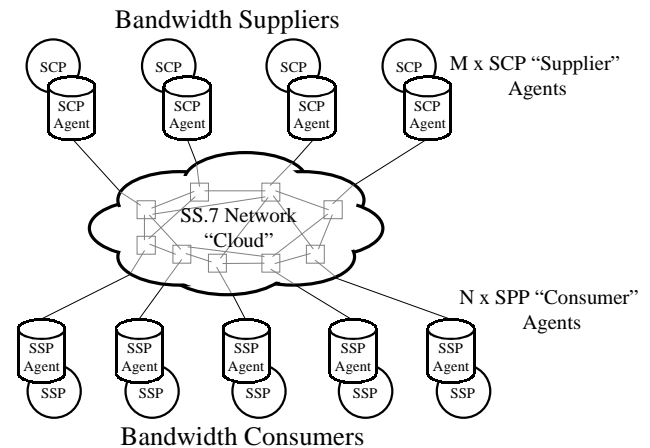 Bandwidth Suppliers
SCP
SCP
SCP
SCP
M x SCP “Supplier”
Agents
SCP
Agent
SCP
Agent
SCP
Agent
SCP
Agent
SS.7 Network
“Cloud”
N x SPP “Consumer”
Agents
SSP
Agent
SSP
Agent
SSP
Agent
SSP
Agent
SSP
Agent
SSP
SSP
SSP
SSP
SSP
Bandwidth Consumers